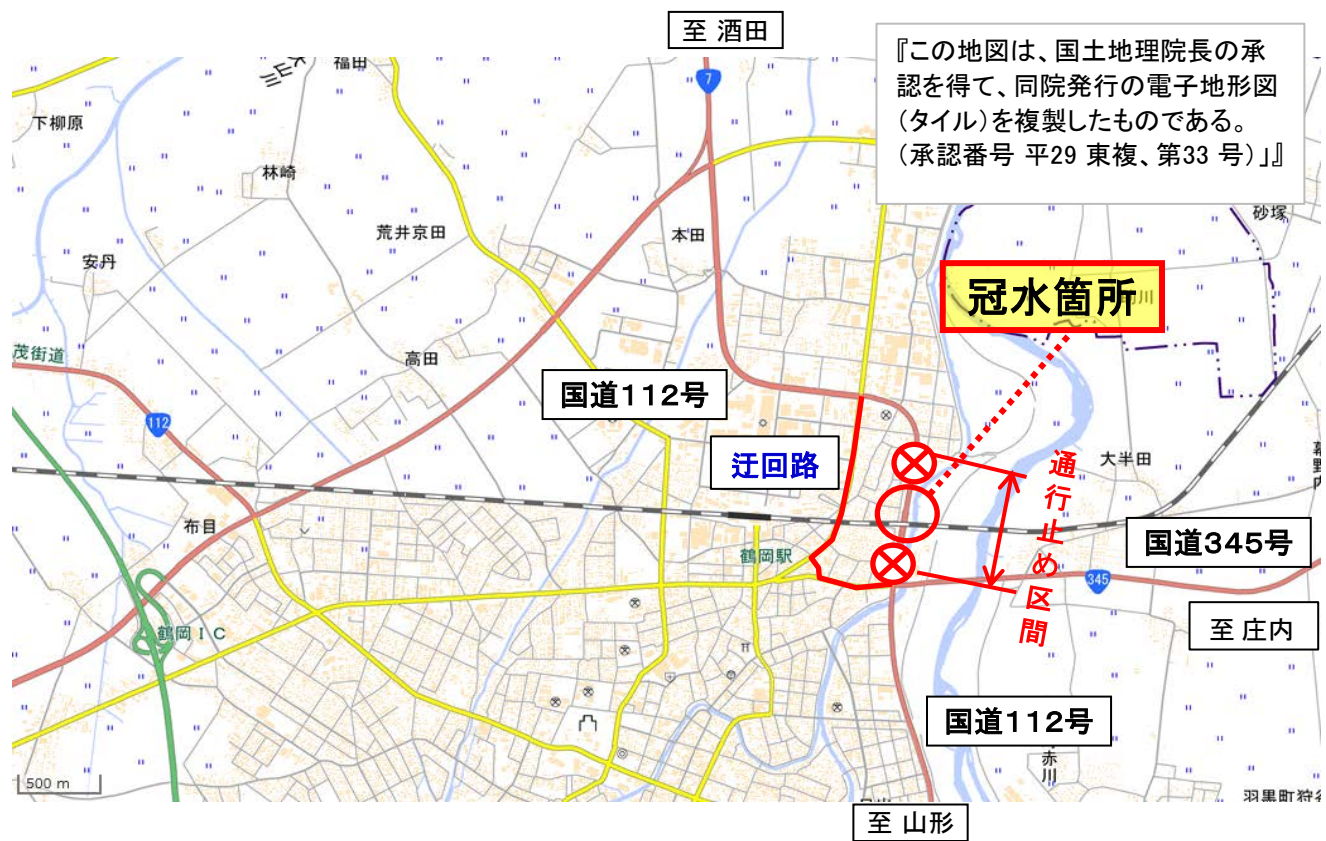 至 酒田
『この地図は、国土地理院長の承
認を得て、同院発行の電子地形図
(タイル)を複製したものである。
(承認番号 平29 東複、第33 号)」』
福田
7
下柳原
林崎
砂塚
荒井京田
本田
安丹
冠水箇所
茂街道
高田
国道112号
112
迂回路
通行止め区間
大半田
幕野内
布目
鶴岡駅
国道345号
345
鶴岡IC
至 庄内
国道112号
赤川
500 m
羽黒町狩谷
至 山形